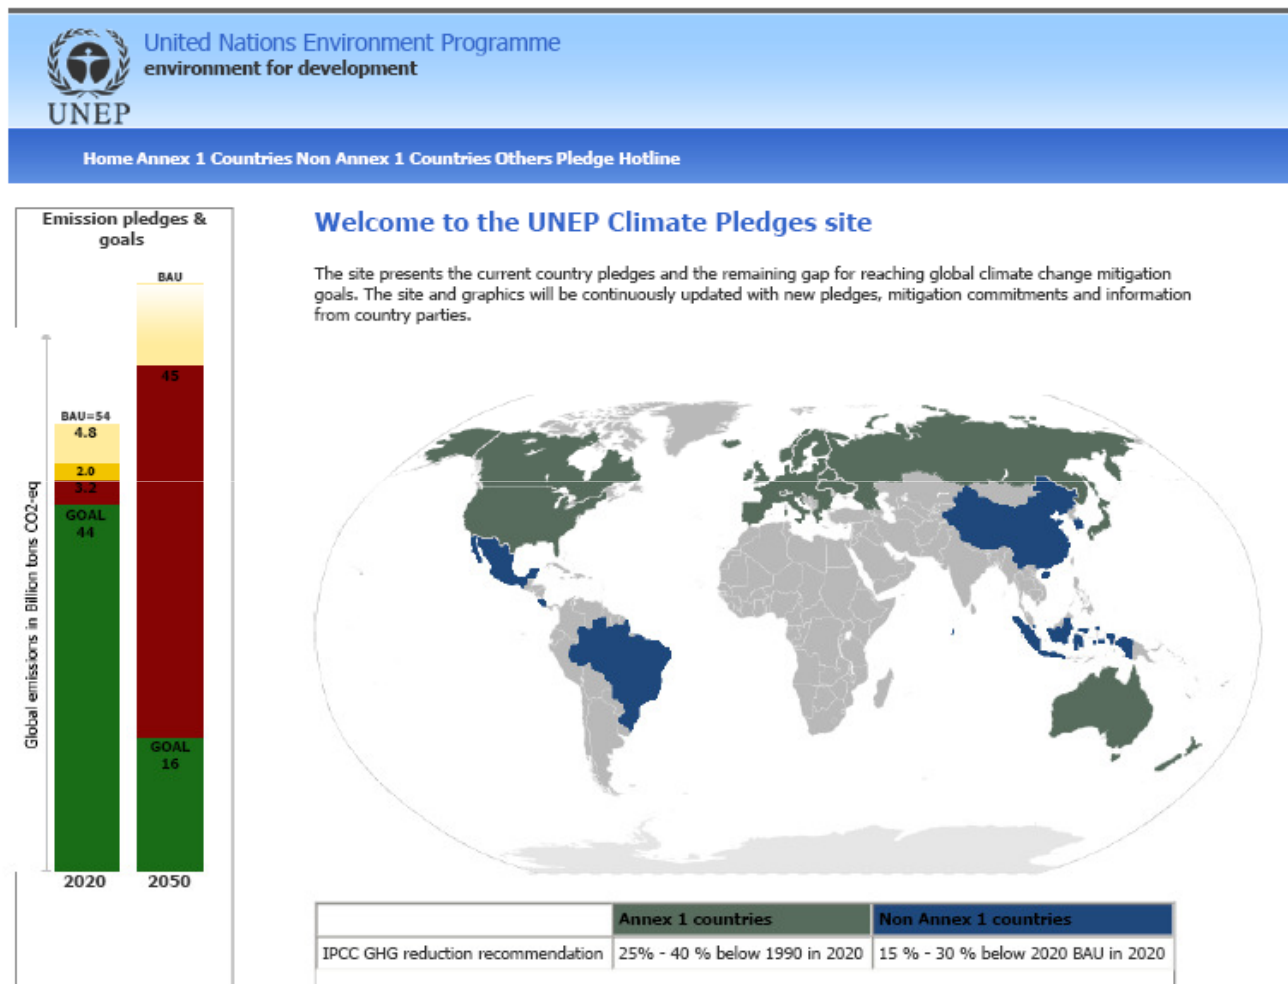 United Nations Environment Programme
environment for development
UNEP
Home Annex 1 Countries Non Annex 1 Countries Others Pledge Hotline
Emission pledges &
goals
BAU
45
BAU=54
4.8
2.0
3.2
GOAL
44
GOAL
16
Global emissions in Billion tons CO2-eq
2020 2050
Welcome to the UNEP Climate Pledges site
The site presents the current country pledges and the remaining gap for reaching global climate change mitigation
goals. The site and graphics will be continuously updated with new pledges, mitigation commitments and information
from country parties.
Annex 1 countries Non Annex 1 countries
IPCC GHG reduction recommendation 25% - 40 % below 1990 in 2020 15 % - 30 % below 2020 BAU in 2020